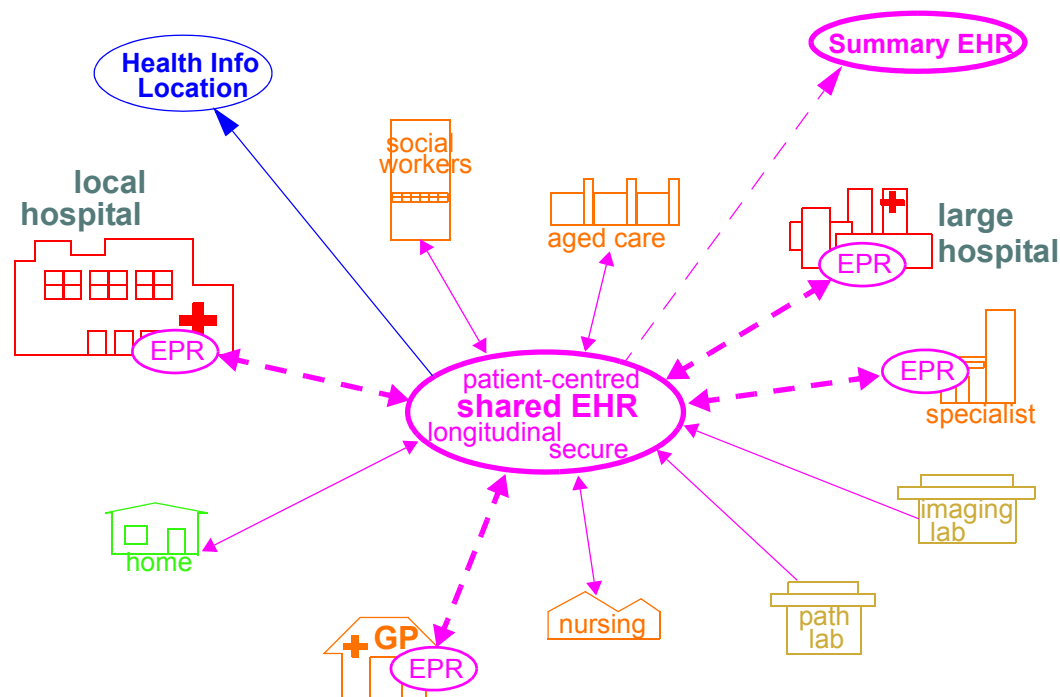 Health Info
Location
Summary EHR
social
workers
local
hospital
aged care
large
hospital
EPR
EPR
EPR
patient-centred
shared EHR
longitudinal
secure
specialist
imaging
lab
home
GP
EPR
nursing
path
lab